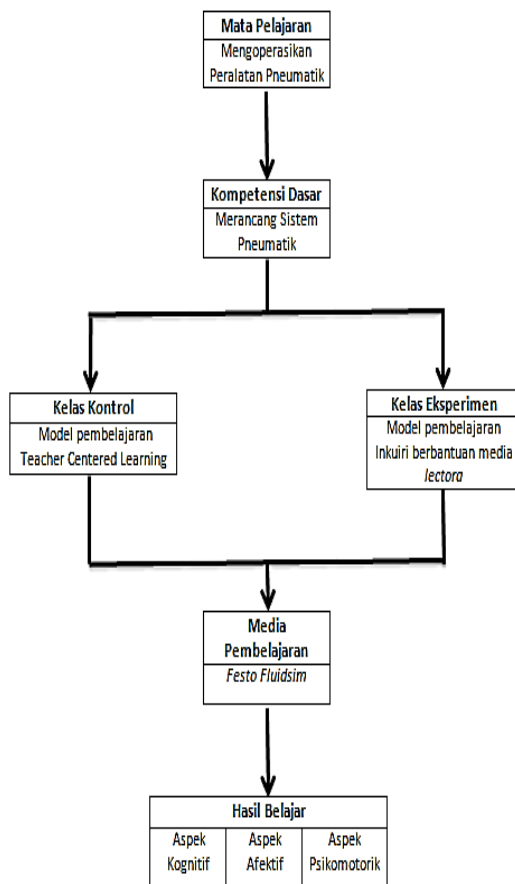 Mata Pelajaran
Mengoperasikan
Peralatan Pneumatik
Kompetensi Dasar
Merancang Sistem
Pneumatik
Kelas Kontrol
Model pembelajaran
Teacher Centered Learning
Kelas Eksperimen
Model pembelajaran
Inkuiri berbantuan media
lectora
Media
Pembelajaran
Festo Fluidsim
Hasil Belajar
Aspek
Kognitif
Aspek
Afektif
Aspek
Psikomotorik